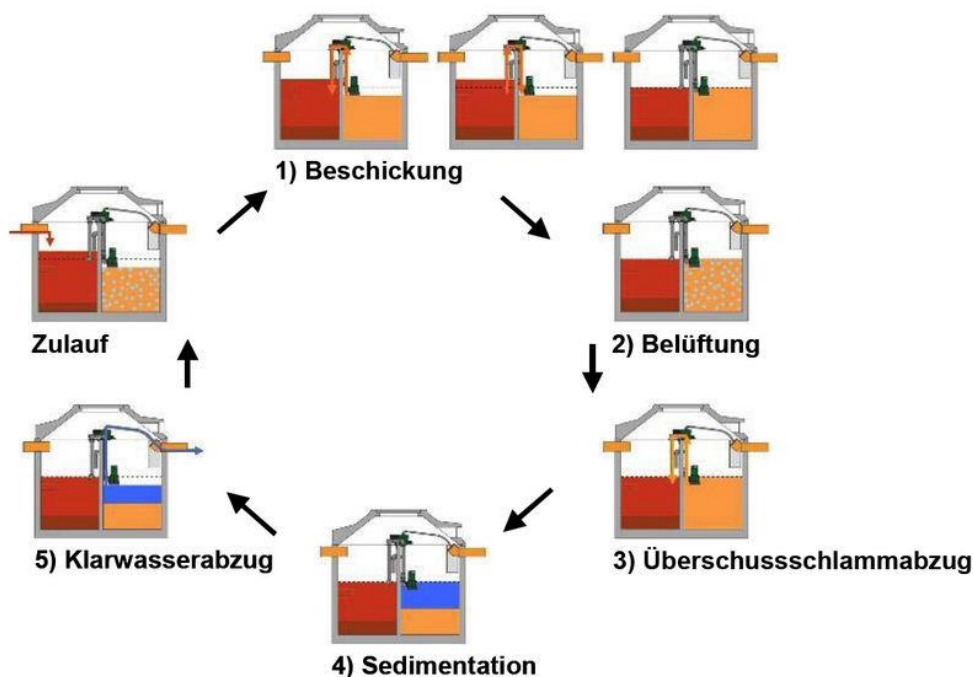 1) Beschickung
Zulauf
2) Belüftung
5) Klarwasserabzug
3) Überschussschlammabzug
4) Sedimentation